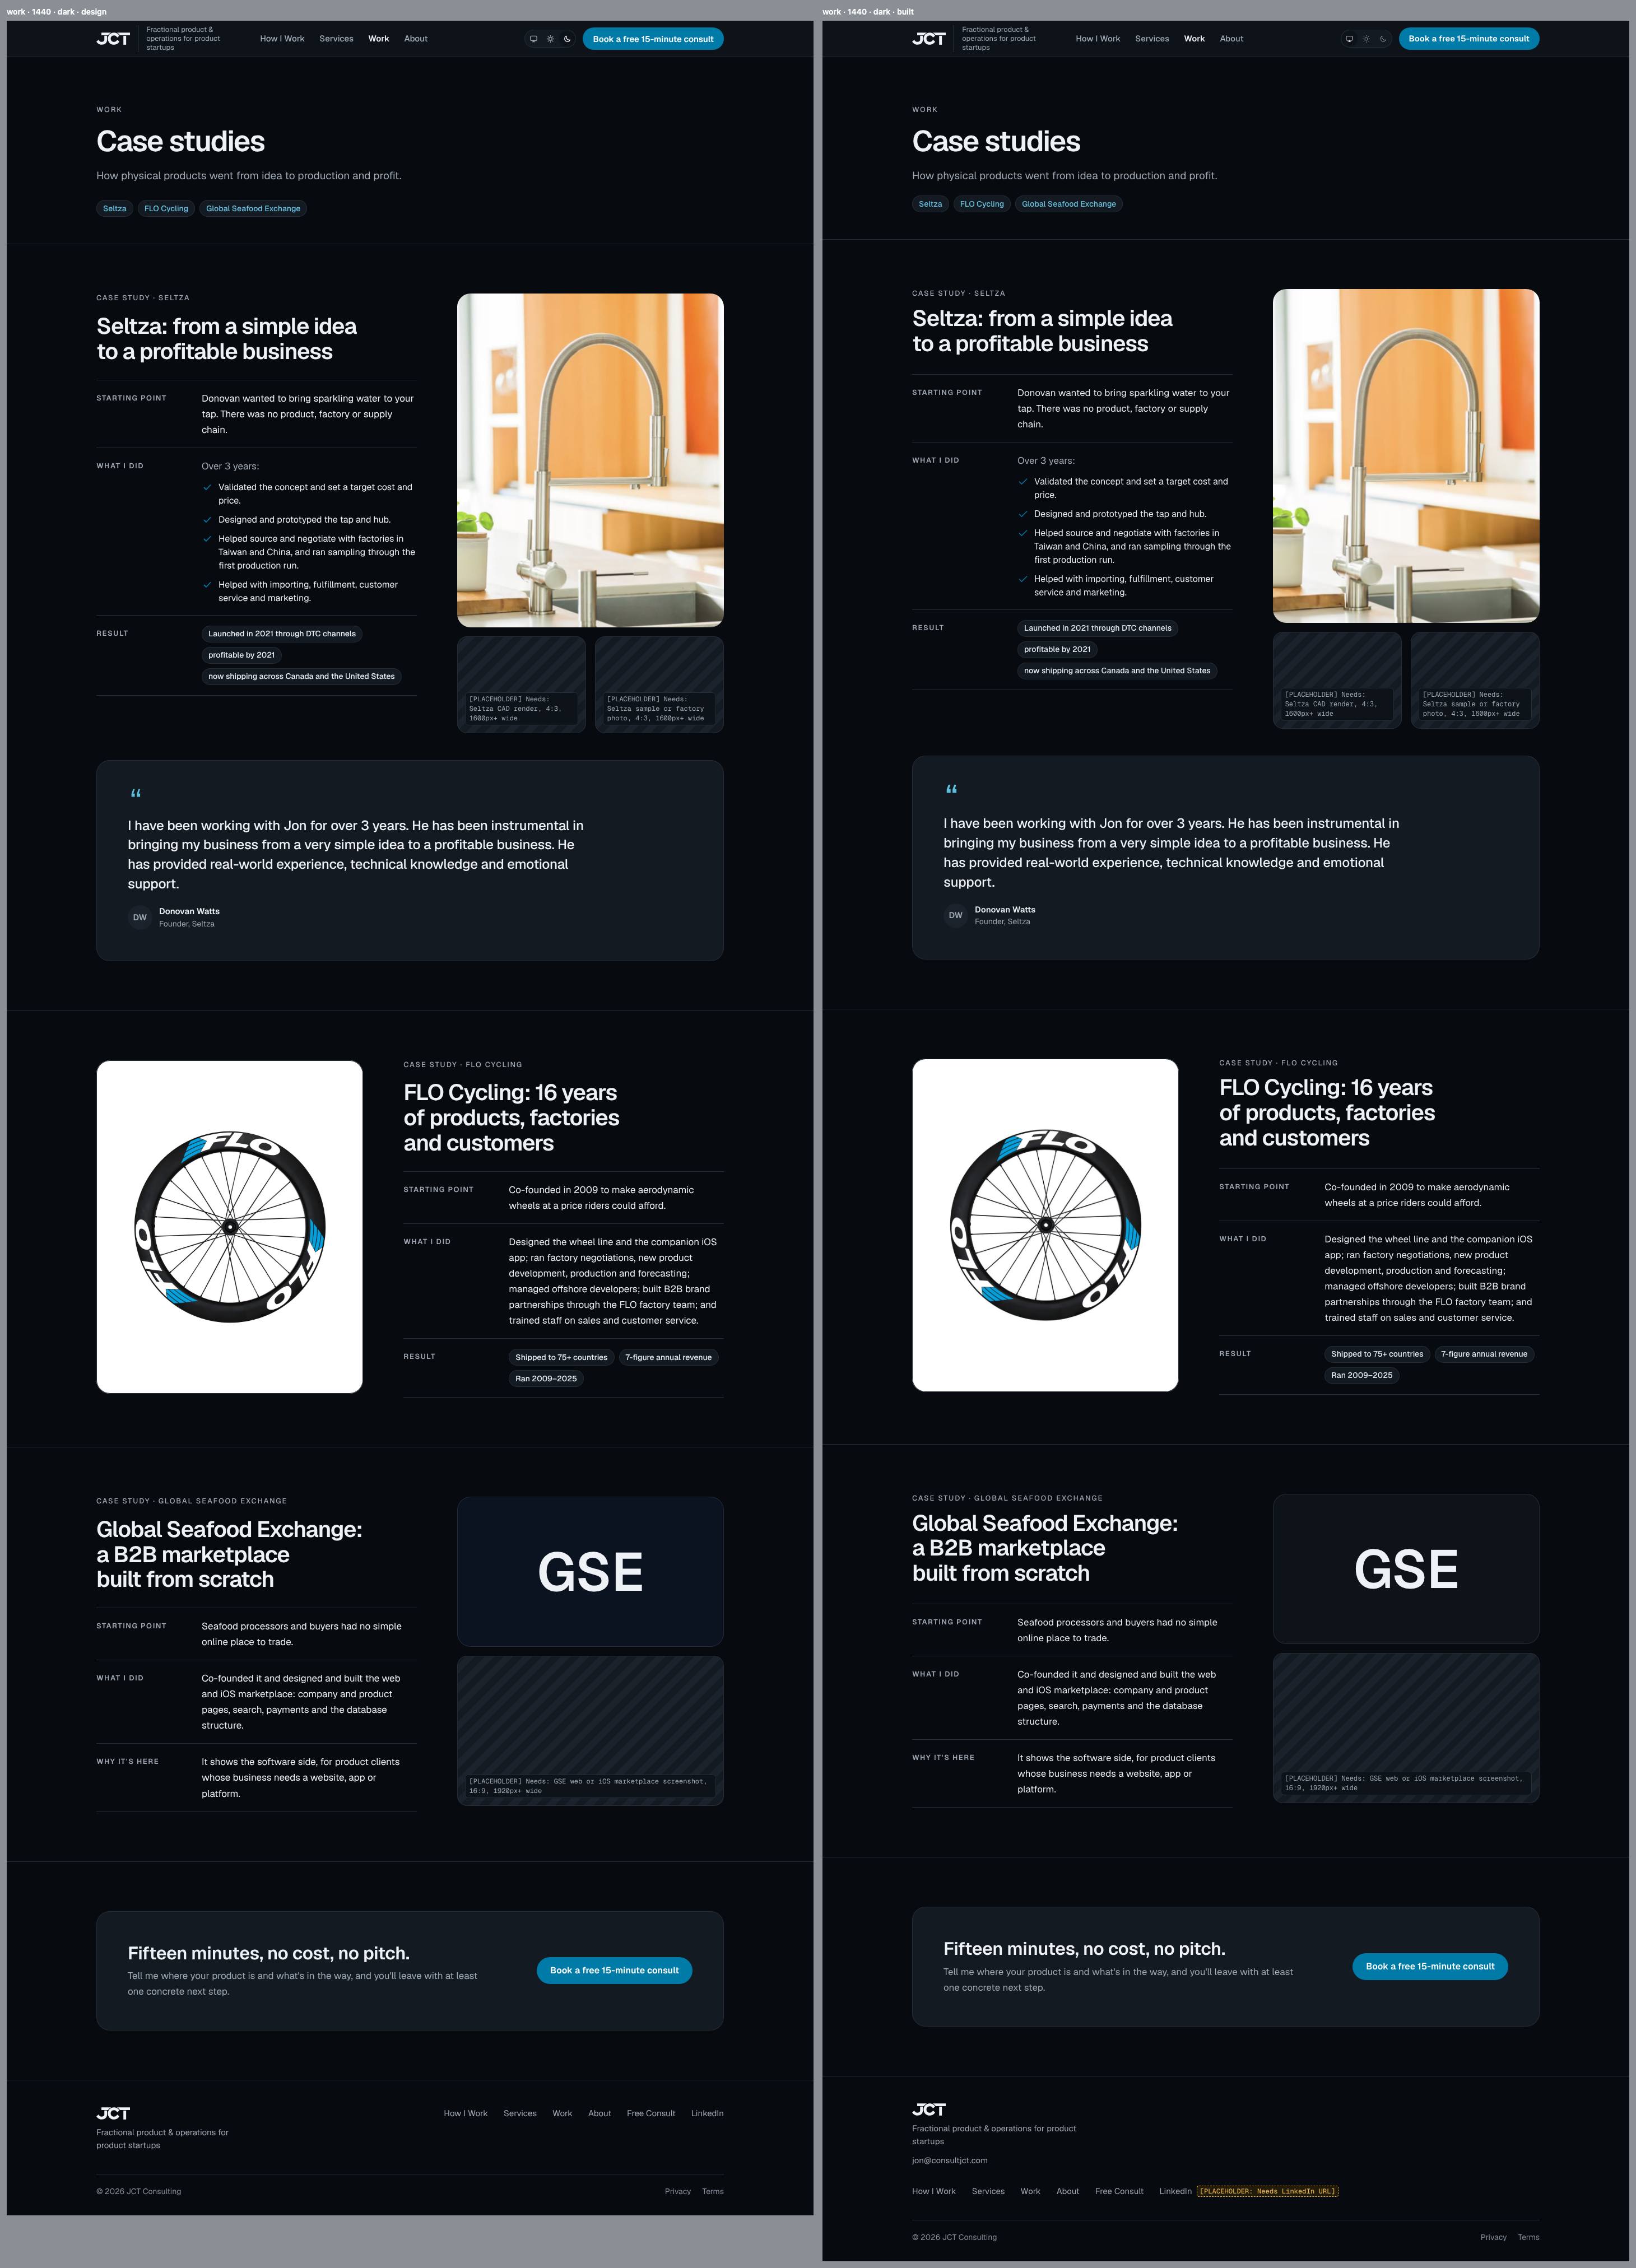 work · 1440 · dark · design
JCT
Fractional product &
operations for product
startups
How I Work
Services
Work
About
Book a free 15-minute consult
WORK
Case studies
How physical products went from idea to production and profit.
Seltza
FLO Cycling
Global Seafood Exchange
CASE STUDY · SELTZA
Seltza: from a simple idea
to a profitable business
STARTING POINT
Donovan wanted to bring sparkling water to your
tap. There was no product, factory or supply
chain.
WHAT I DID
Over 3 years:
Validated the concept and set a target cost and
price.
Designed and prototyped the tap and hub.
Helped source and negotiate with factories in
Taiwan and China, and ran sampling through the
first production run.
Helped with importing, fulfillment, customer
service and marketing.
RESULT
Launched in 2021 through DTC channels
profitable by 2021
now shipping across Canada and the United States
[PLACEHOLDER] Needs:
Seltza CAD render, 4:3,
1600px+ wide
[PLACEHOLDER] Needs:
Seltza sample or factory
photo, 4:3, 1600px+ wide
“
I have been working with Jon for over 3 years. He has been instrumental in
bringing my business from a very simple idea to a profitable business. He
has provided real-world experience, technical knowledge and emotional
support.
DW
Donovan Watts
Founder, Seltza
FLO
FLO
FLO
CASE STUDY · FLO CYCLING
FLO Cycling: 16 years
of products, factories
and customers
STARTING POINT
Co-founded in 2009 to make aerodynamic
wheels at a price riders could afford.
WHAT I DID
Designed the wheel line and the companion iOS
app; ran factory negotiations, new product
development, production and forecasting;
managed offshore developers; built B2B brand
partnerships through the FLO factory team; and
trained staff on sales and customer service.
RESULT
Shipped to 75+ countries
7-figure annual revenue
Ran 2009–2025
CASE STUDY · GLOBAL SEAFOOD EXCHANGE
Global Seafood Exchange:
a B2B marketplace
built from scratch
STARTING POINT
Seafood processors and buyers had no simple
online place to trade.
WHAT I DID
Co-founded it and designed and built the web
and iOS marketplace: company and product
pages, search, payments and the database
structure.
WHY IT'S HERE
It shows the software side, for product clients
whose business needs a website, app or
platform.
GSE
[PLACEHOLDER] Needs: GSE web or iOS marketplace screenshot,
16:9, 1920px+ wide
Fifteen minutes, no cost, no pitch.
Tell me where your product is and what's in the way, and you'll leave with at least
one concrete next step.
Book a free 15-minute consult
JCT
Fractional product & operations for
product startups
How I Work
Services
Work
About
Free Consult
LinkedIn
© 2026 JCT Consulting
Privacy
Terms
work · 1440 · dark · built
JCT
Fractional product &
operations for product
startups
How I Work
Services
Work
About
Book a free 15-minute consult
WORK
Case studies
How physical products went from idea to production and profit.
Seltza
FLO Cycling
Global Seafood Exchange
CASE STUDY · SELTZA
Seltza: from a simple idea
to a profitable business
STARTING POINT
Donovan wanted to bring sparkling water to your
tap. There was no product, factory or supply
chain.
WHAT I DID
Over 3 years:
Validated the concept and set a target cost and
price.
Designed and prototyped the tap and hub.
Helped source and negotiate with factories in
Taiwan and China, and ran sampling through the
first production run.
Helped with importing, fulfillment, customer
service and marketing.
RESULT
Launched in 2021 through DTC channels
profitable by 2021
now shipping across Canada and the United States
[PLACEHOLDER] Needs:
Seltza CAD render, 4:3,
1600px+ wide
[PLACEHOLDER] Needs:
Seltza sample or factory
photo, 4:3, 1600px+ wide
“
I have been working with Jon for over 3 years. He has been instrumental in
bringing my business from a very simple idea to a profitable business. He
has provided real-world experience, technical knowledge and emotional
support.
DW
Donovan Watts
Founder, Seltza
FLO
FLO
FLO
CASE STUDY · FLO CYCLING
FLO Cycling: 16 years
of products, factories
and customers
STARTING POINT
Co-founded in 2009 to make aerodynamic
wheels at a price riders could afford.
WHAT I DID
Designed the wheel line and the companion iOS
app; ran factory negotiations, new product
development, production and forecasting;
managed offshore developers; built B2B brand
partnerships through the FLO factory team; and
trained staff on sales and customer service.
RESULT
Shipped to 75+ countries
7-figure annual revenue
Ran 2009–2025
CASE STUDY · GLOBAL SEAFOOD EXCHANGE
Global Seafood Exchange:
a B2B marketplace
built from scratch
STARTING POINT
Seafood processors and buyers had no simple
online place to trade.
WHAT I DID
Co-founded it and designed and built the web
and iOS marketplace: company and product
pages, search, payments and the database
structure.
WHY IT'S HERE
It shows the software side, for product clients
whose business needs a website, app or
platform.
GSE
[PLACEHOLDER] Needs: GSE web or iOS marketplace screenshot,
16:9, 1920px+ wide
Fifteen minutes, no cost, no pitch.
Tell me where your product is and what's in the way, and you'll leave with at least
one concrete next step.
Book a free 15-minute consult
JCT
Fractional product & operations for product
startups
jon@consultjct.com
How I Work
Services
Work
About
Free Consult
LinkedIn
[PLACEHOLDER: Needs LinkedIn URL]
© 2026 JCT Consulting
Privacy
Terms